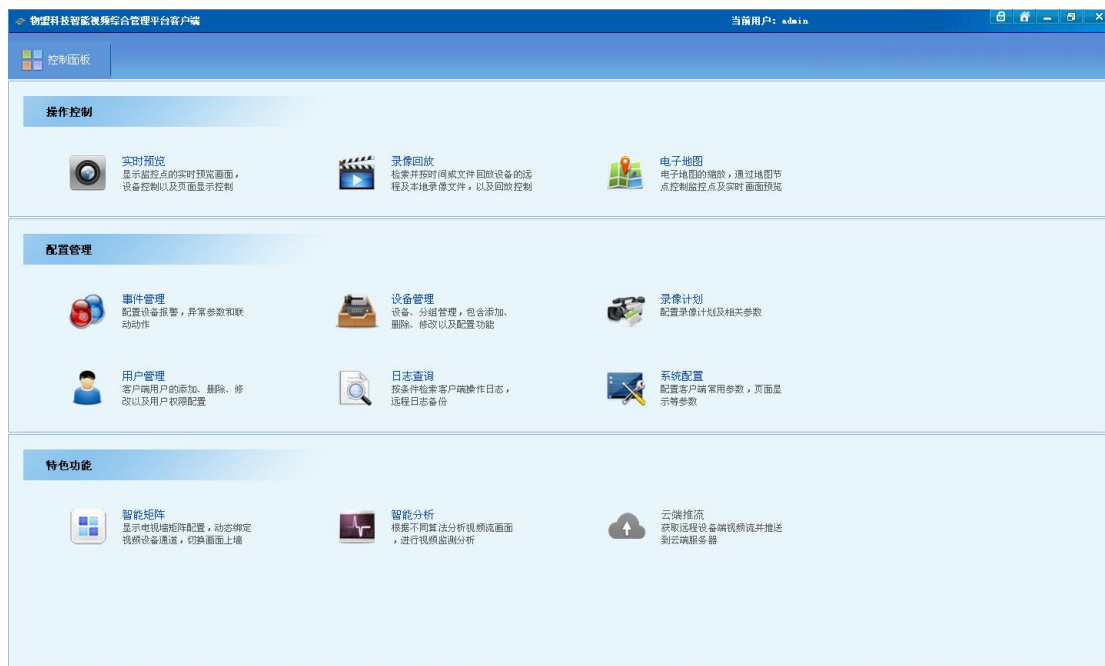 物盟科技智能视频综合管理平台客户端
当前用户：admin
控制面板
操作控制
实时预览
显示监控点的实时预览画面，
设备控制以及页面显示控制
录像回放
检索并按时间或文件回放设备的远
程及本地录像文件，以及回放控制
电子地图
电子地图的缩放，通过地图节
点控制监控点及实时画面预览
配置管理
事件管理
配置设备报警，异常参数和联
动动作
设备管理
设备、分组管理，包含添加、
删除、修改以及配置功能
录像计划
配置录像计划及相关参数
用户管理
客户端用户的添加、删除、修
改以及用户权限配置
日志查询
按条件检索客户端操作日志，
远程日志备份
系统配置
配置客户端常用参数，页面显
示等参数
特色功能
智能矩阵
显示电视墙矩阵配置，动态绑定
视频设备通道，切换画面上墙
智能分析
根据不同算法分析视频流画面
，进行视频监测分析
云端推流
获取远程设备端视频流并推送
到云端服务器